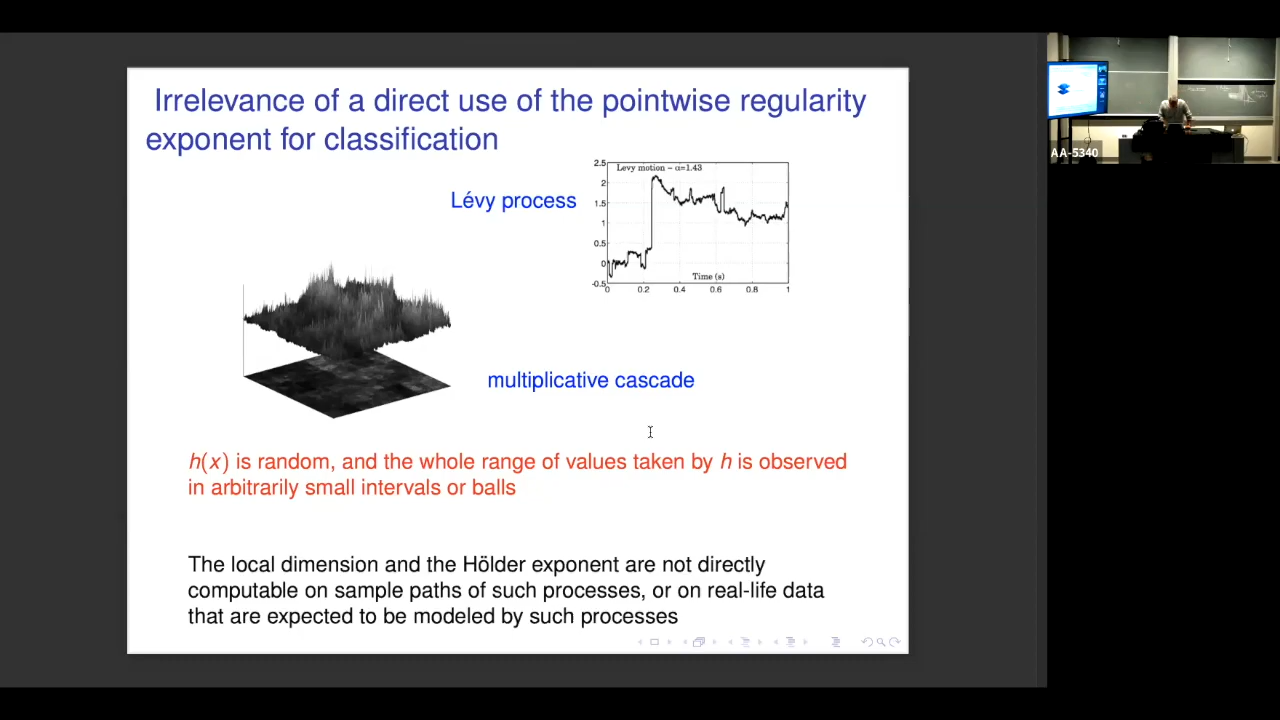 Irrelevance of a direct use of the pointwise regularity
exponent for classification
Lévy process
Levy motion – α=1.43
2.5
2
1.5
1
0.5
0
-0.5
0 0.2 0.4 0.6 0.8 1
Time (s)
multiplicative cascade
h(x) is random, and the whole range of values taken by h is observed
in arbitrarily small intervals or balls
The local dimension and the Hölder exponent are not directly
computable on sample paths of such processes, or on real-life data
that are expected to be modeled by such processes
AA-5340